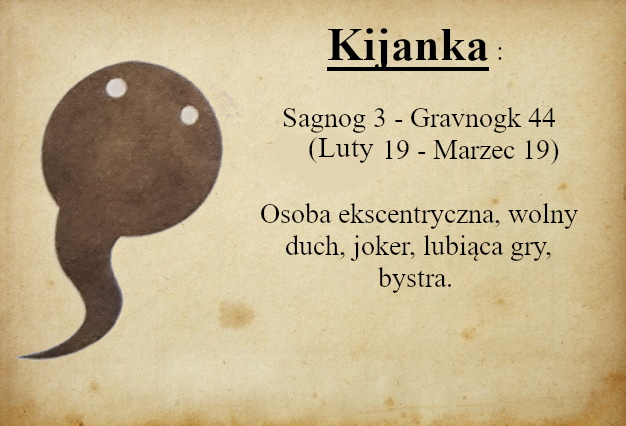 Kijanka :
Sagnog 3 - Gravnogk 44
(Luty 19 - Marzec 19)
Osoba ekscentryczna, wolny
duch, joker, lubiąca gry,
bystra.